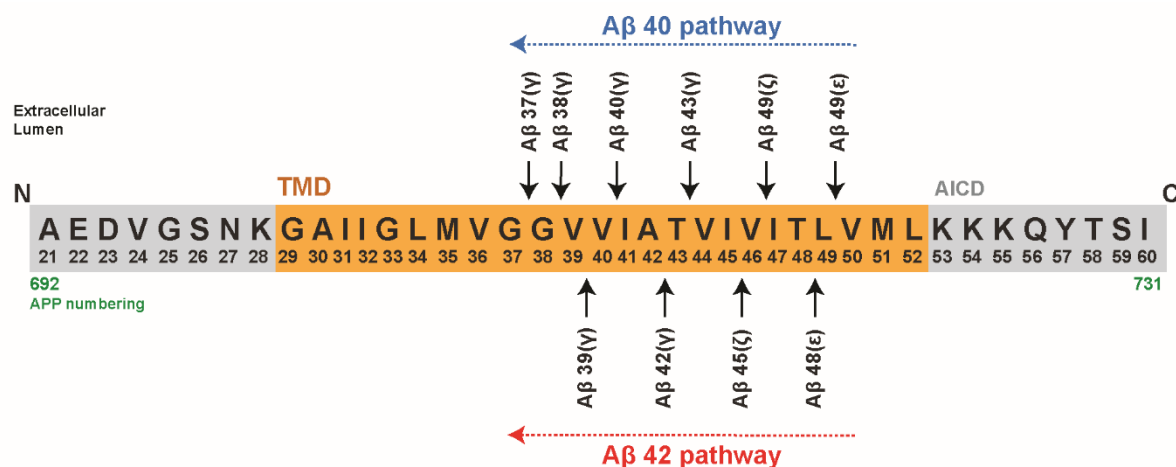 Aβ 40 pathway
Extracellular
Lumen
Aβ 37(γ)
Aβ 38(γ)
Aβ 40(γ)
Aβ 43(γ)
Aβ 49(ζ)
Aβ 49(ε)
N
TMD
AICD
C
A E D V G S N K G A I I G L M V G G V V I A T V I V I T L V M L K K K Q Y T S I
21 22 23 24 25 26 27 28 29 30 31 32 33 34 35 36 37 38 39 40 41 42 43 44 45 46 47 48 49 50 51 52 53 54 55 56 57 58 59 60
692
731
APP numbering
Aβ 39(γ)
Aβ 42(γ)
Aβ 45(ζ)
Aβ 48(ε)
Aβ 42 pathway